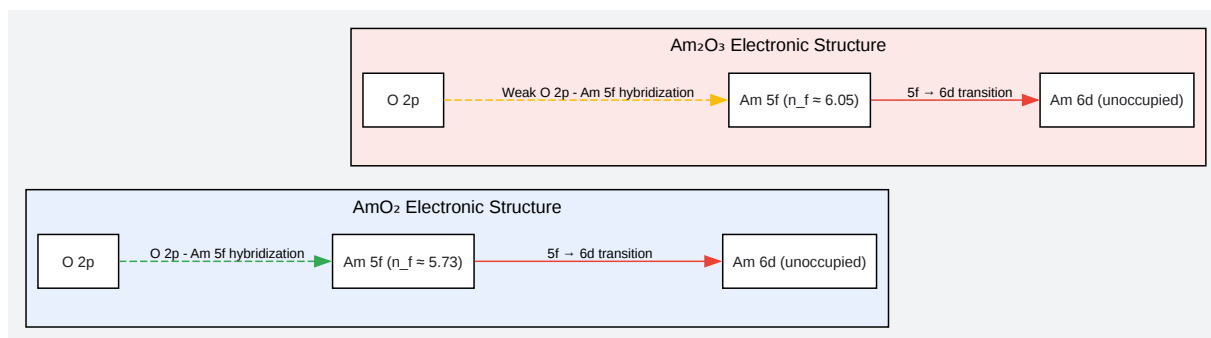 Am₂O₃ Electronic Structure
O 2p
Weak O 2p - Am 5f hybridization
Am 5f (n_f ≈ 6.05)
5f → 6d transition
Am 6d (unoccupied)
AmO₂ Electronic Structure
O 2p
O 2p - Am 5f hybridization
Am 5f (n_f ≈ 5.73)
5f → 6d transition
Am 6d (unoccupied)